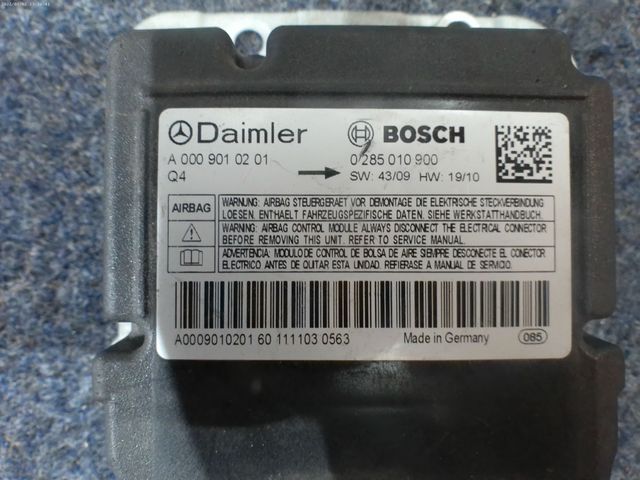 Daimler
BOSCH
A 000 901 02 01
0 285 010 900
Q4
SW: 43/09 HW: 19/10
AIRBAG
WARNUNG: AIRBAG STEUERGERAET VOR DEMONTAGE DIE ELEKTRISCHE STECKVERBINDUNG
LOESEN. ENTHAELT FAHRZEUGSPEZIFISCHE DATEN. SIEHE WERKSTATTHANDBUCH.
WARNING: AIRBAG CONTROL MODULE ALWAYS DISCONNECT THE ELECTRICAL CONNECTOR
BEFORE REMOVING THIS UNIT. REFER TO SERVICE MANUAL.
ADVERTENCIA: MODULO DE CONTROL DE BOLSA DE AIRE SIEMPRE DESCONECTE EL CONECTOR
ELECTRICO ANTES DE QUITAR ESTA UNIDAD. REFIERASE A MANUAL DE SERVICIO.
A0009010201 60 111103 0563
Made in Germany
085